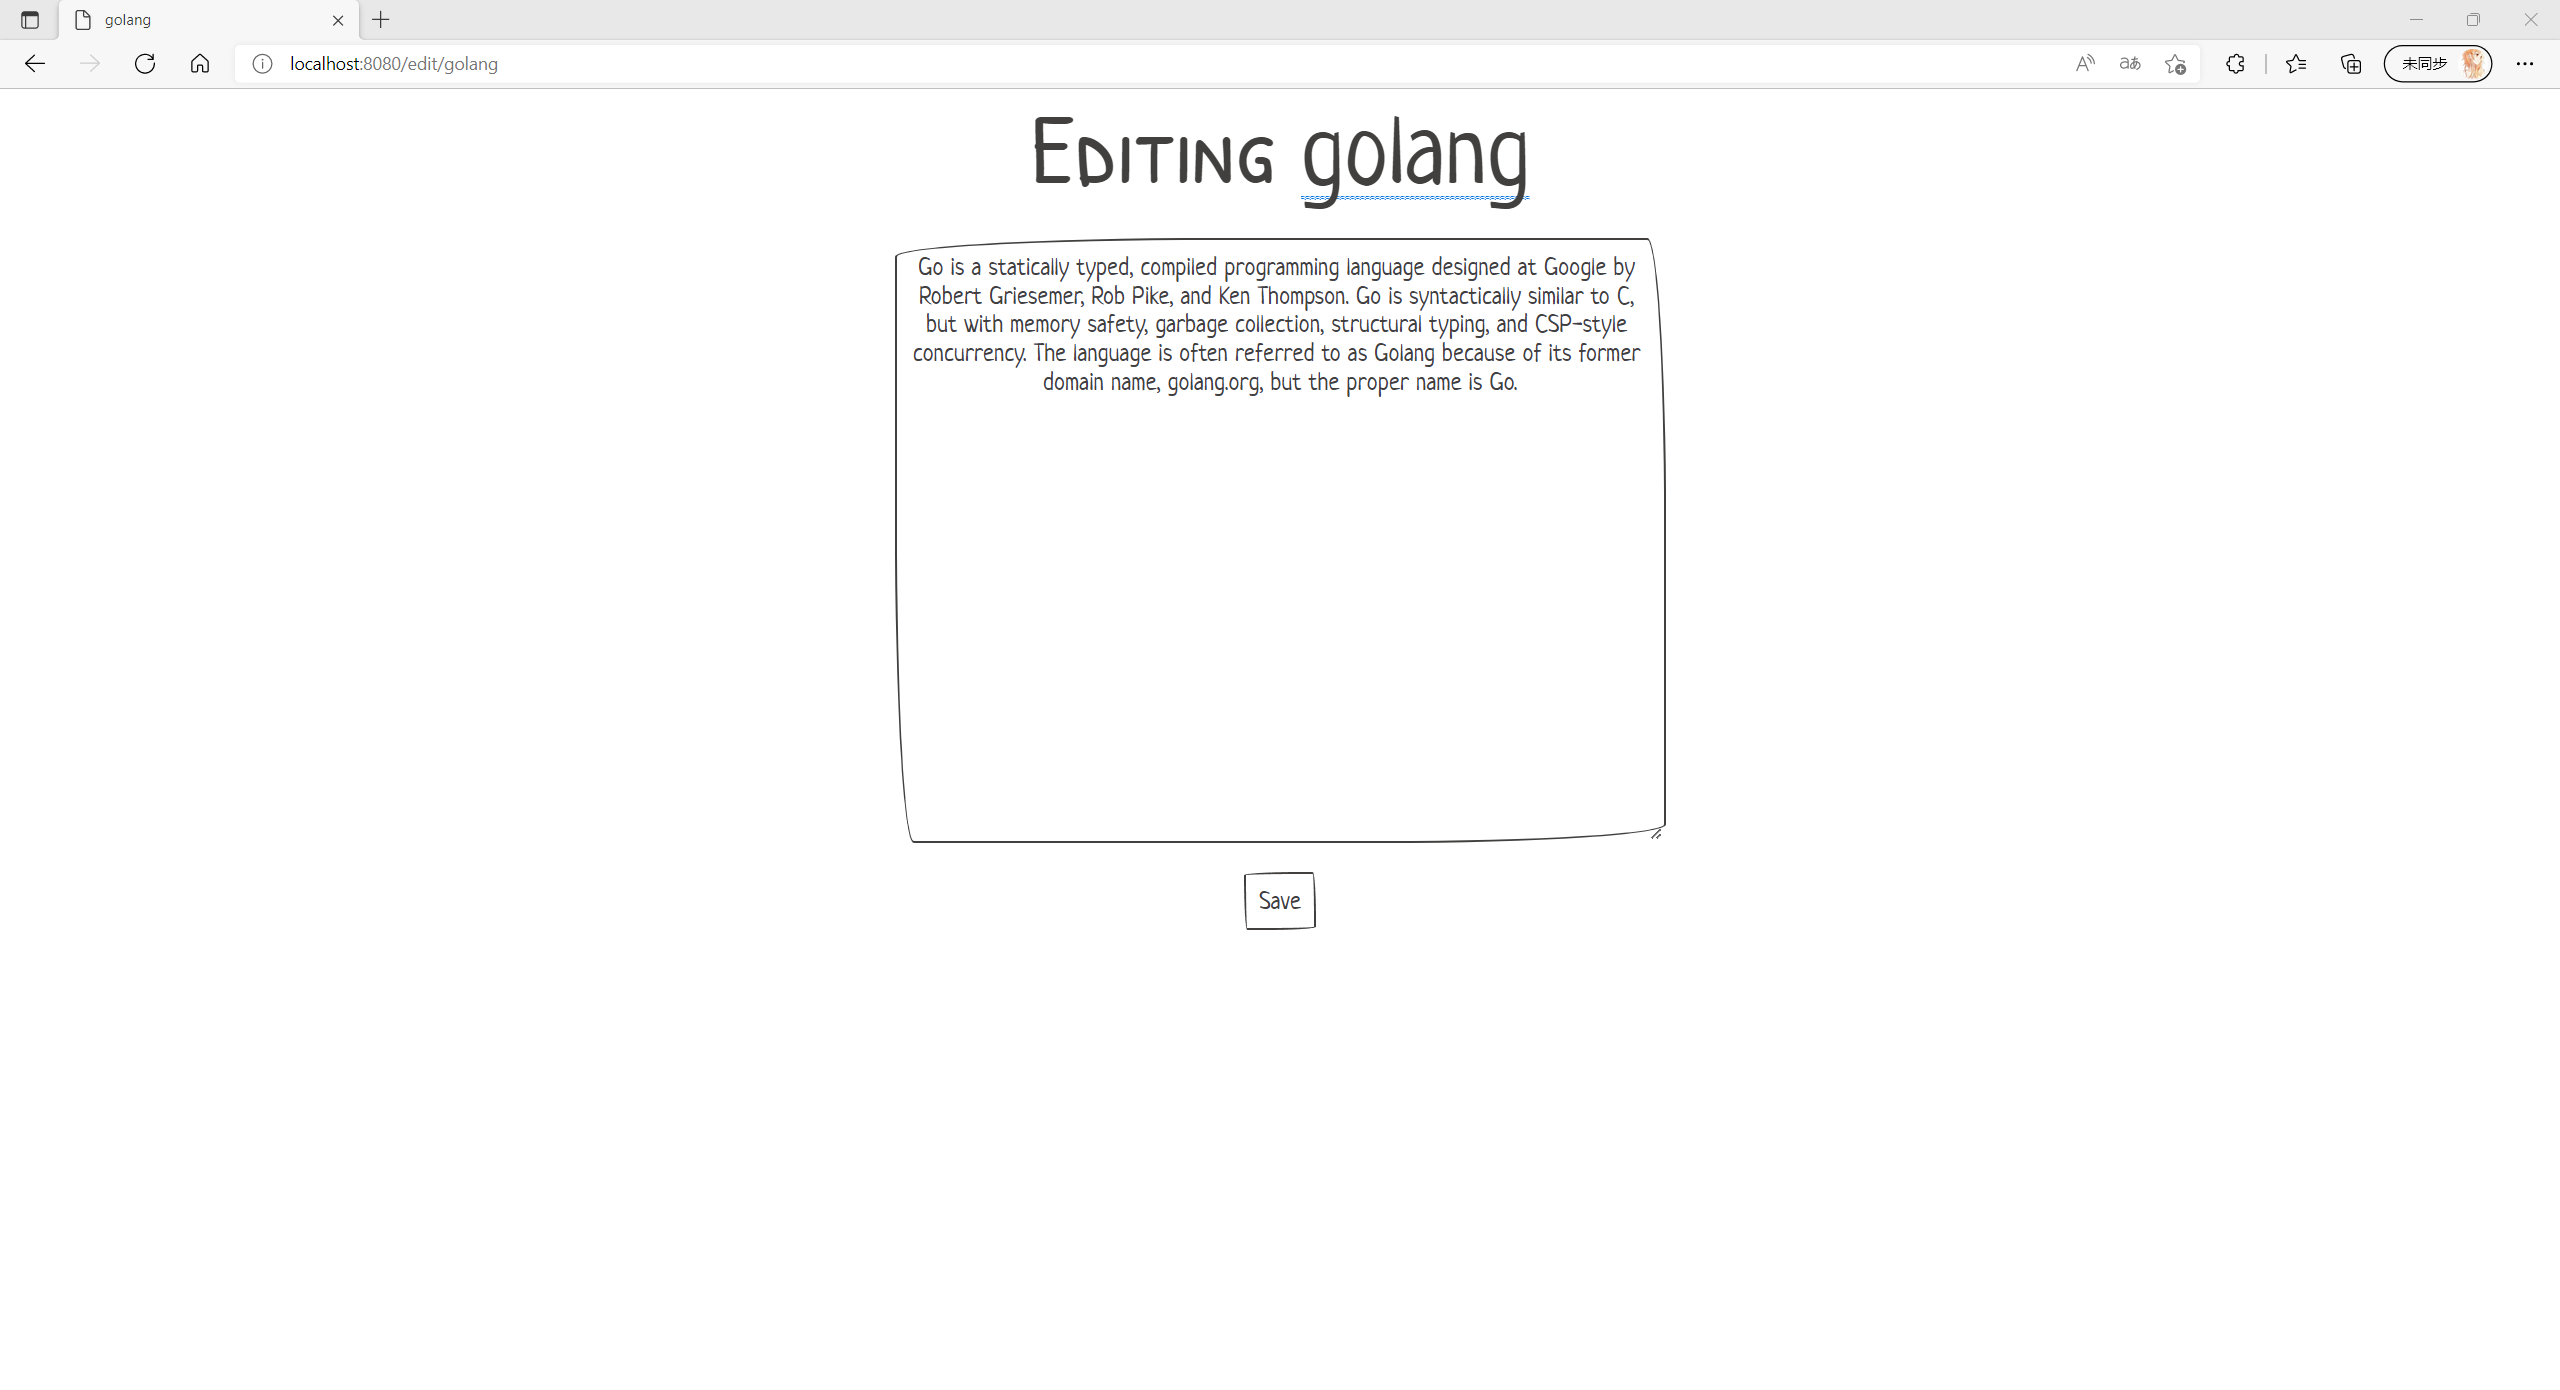 golang
localhost:8080/edit/golang
未同步
Editing golang
Go is a statically typed, compiled programming language designed at Google by
Robert Griesemer, Rob Pike, and Ken Thompson. Go is syntactically similar to C,
but with memory safety, garbage collection, structural typing, and CSP-style
concurrency. The language is often referred to as Golang because of its former
domain name, golang.org, but the proper name is Go.
Save